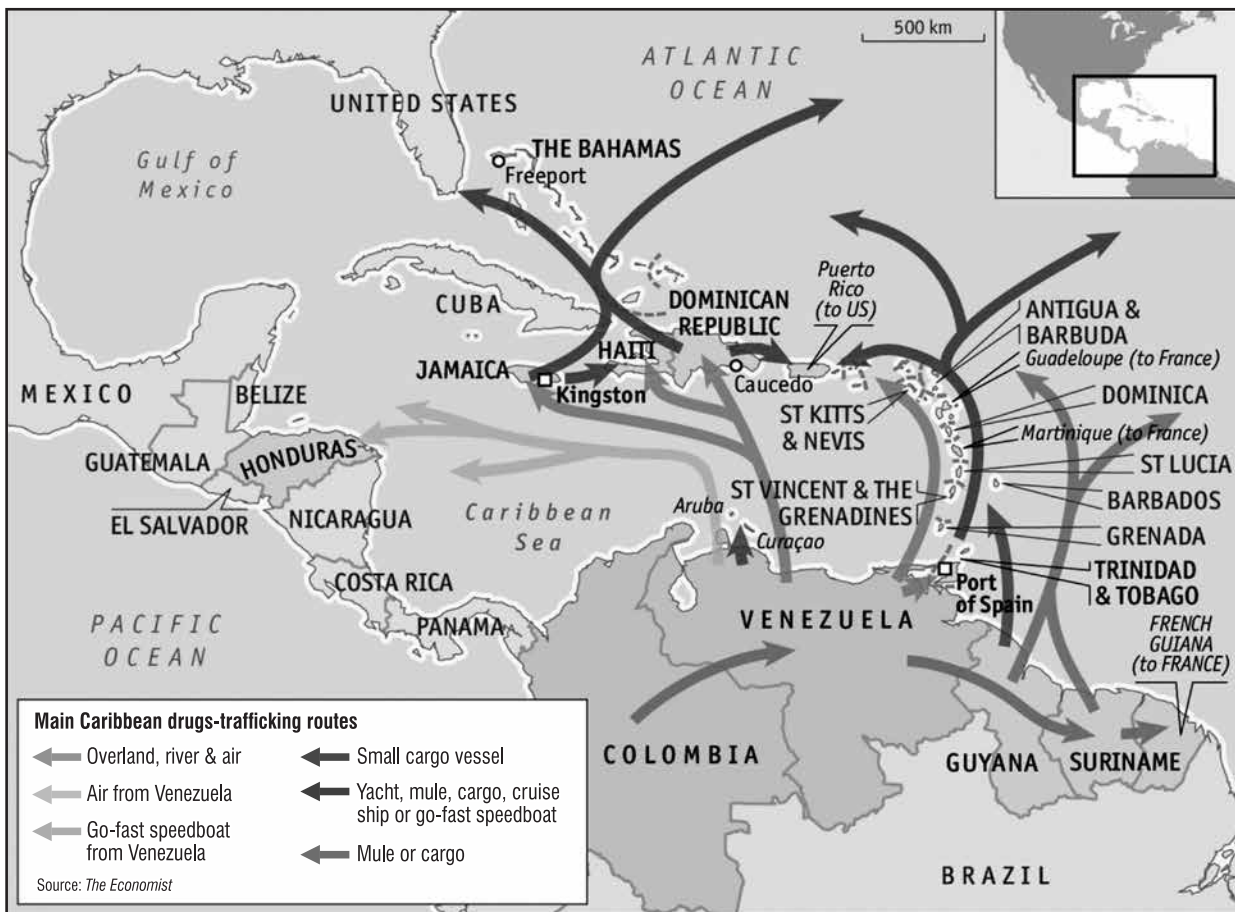 500 km
ATLANTIC
OCEAN
UNITED STATES
Gulf of
Mexico
THE BAHAMAS
Freeport
CUBA
DOMINICAN
REPUBLIC
Puerto
Rico
(to US)
ANTIGUA &
BARBUDA
Guadeloupe (to France)
HAITI
JAMAICA
Kingston
Caucedo
DOMINICA
MEXICO
BELIZE
ST KITTS
& NEVIS
Martinique (to France)
GUATEMALA
HONDURAS
ST LUCIA
EL SALVADOR
NICARAGUA
Caribbean
Sea
Aruba
Curaçao
ST VINCENT & THE
GRENADINES
BARBADOS
GRENADA
COSTA RICA
PANAMA
VENEZUELA
Port
of Spain
TRINIDAD
& TOBAGO
PACIFIC
OCEAN
FRENCH
GUIANA
(to FRANCE)
COLOMBIA
GUYANA
SURINAME
BRAZIL
Main Caribbean drugs-trafficking routes
Overland, river & air
Air from Venezuela
Go-fast speedboat
from Venezuela
Small cargo vessel
Yacht, mule, cargo, cruise
ship or go-fast speedboat
Mule or cargo
Source: The Economist